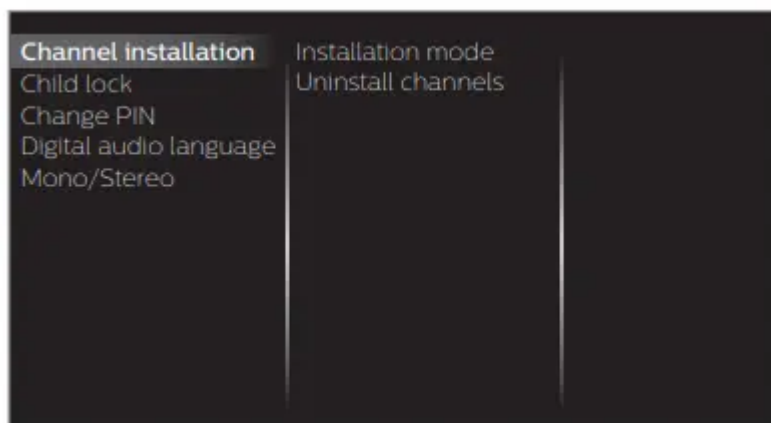 Channel installation
Child lock
Change PIN
Digital audio language
Mono/Stereo
Installation mode
Uninstall channels